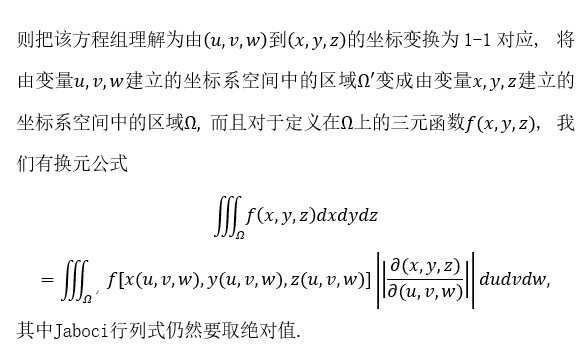 则把该方程组理解为由(u, v, w)到(x, y, z)的坐标变换为 1-1 对应, 将
由变量u, v, w建立的坐标系空间中的区域Ω′变成由变量x, y, z建立的
坐标系空间中的区域Ω, 而且对于定义在Ω上的三元函数f(x, y, z), 我
们有换元公式
∭_Ω f(x, y, z)dxdydz
= ∭_Ω′ f[x(u, v, w), y(u, v, w), z(u, v, w)] ||∂(x, y, z)/∂(u, v, w)|| dudvdw,
其中Jaboci行列式仍然要取绝对值.